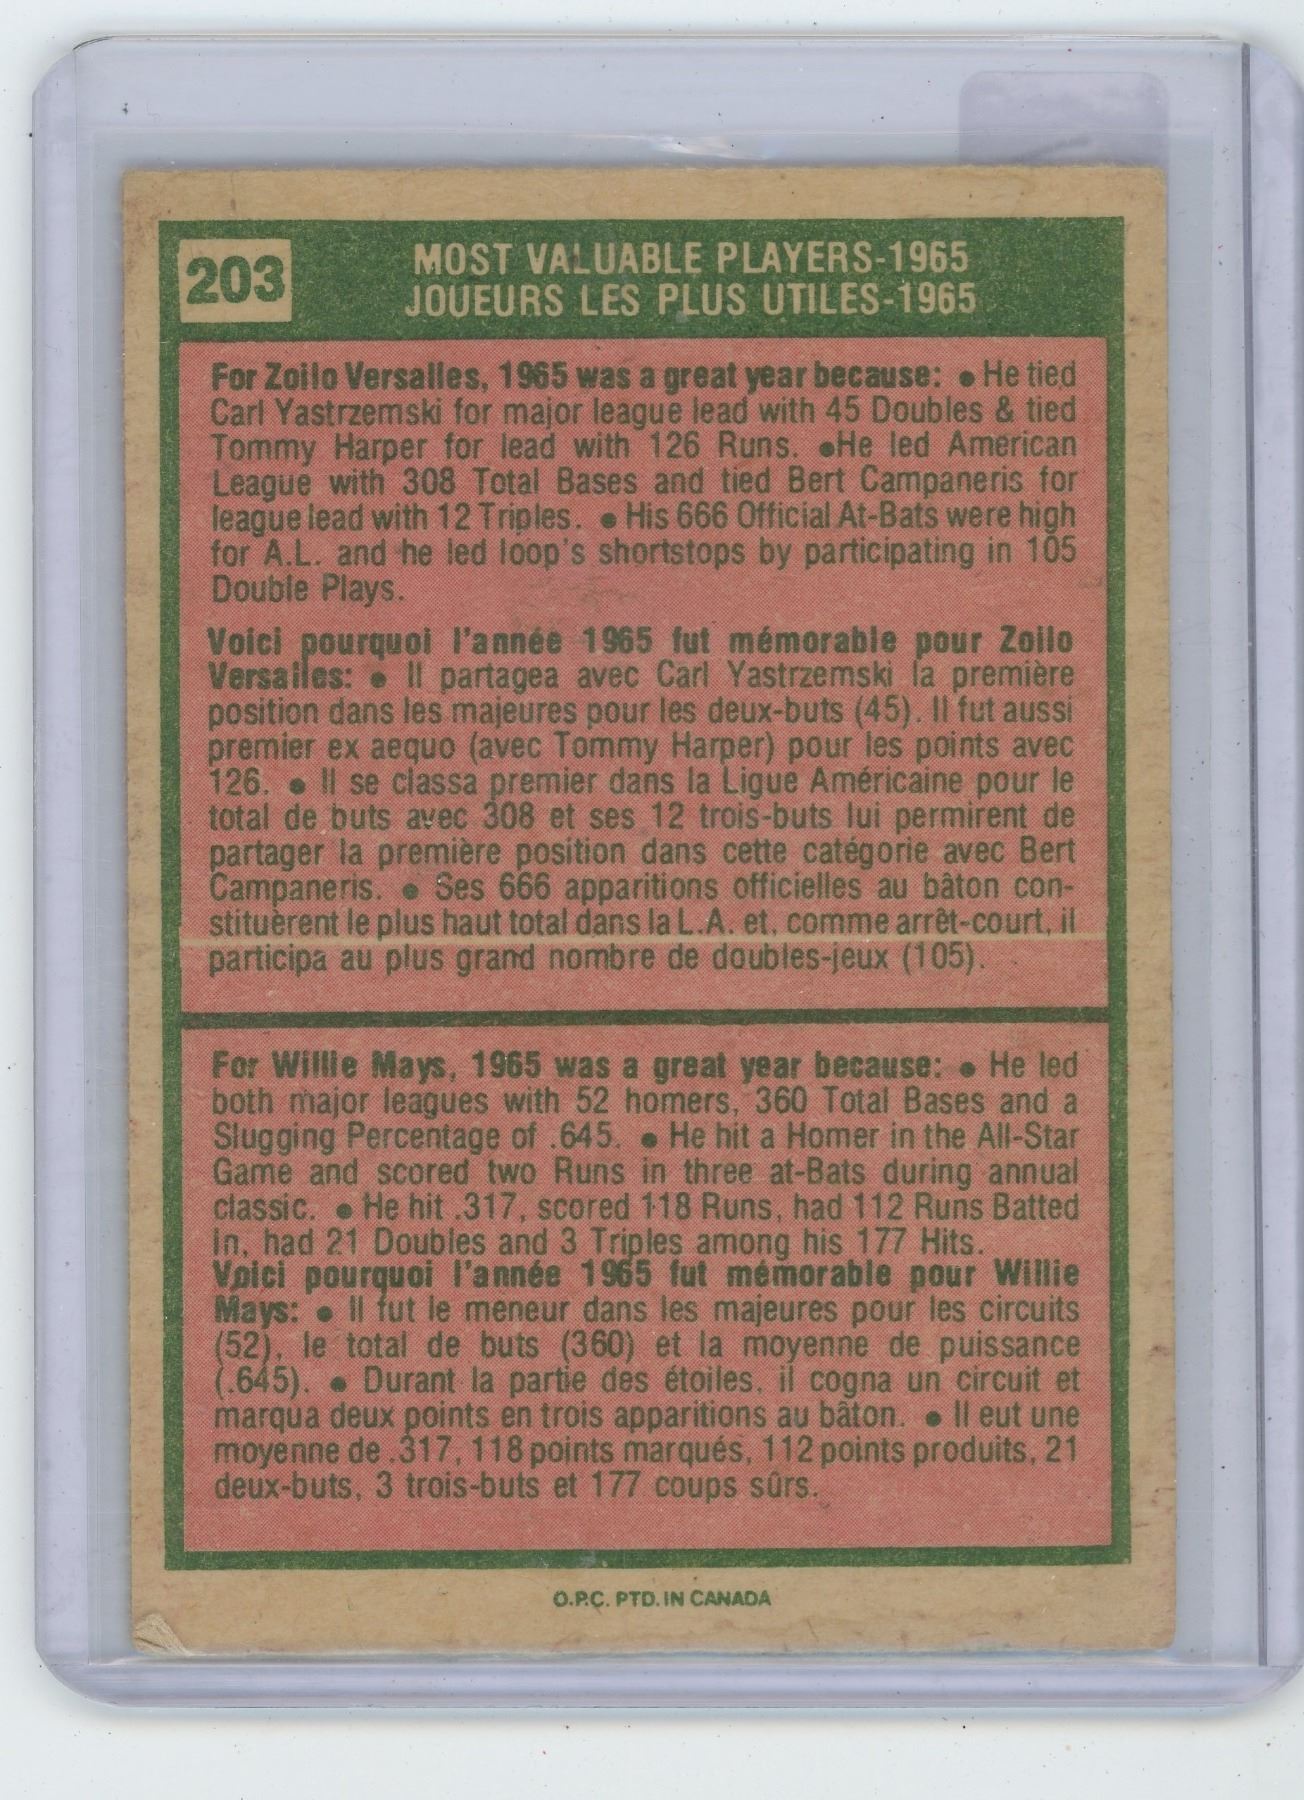 203
MOST VALUABLE PLAYERS-1965
JOUEURS LES PLUS UTILES-1965
For Zoilo Versalles, 1965 was a great year because: ● He tied
Carl Yastrzemski for major league lead with 45 Doubles & tied
Tommy Harper for lead with 126 Runs. ●He led American
League with 308 Total Bases and tied Bert Campaneris for
league lead with 12 Triples. ● His 666 Official At-Bats were high
for A.L. and he led loop's shortstops by participating in 105
Double Plays.
Voici pourquoi l'année 1965 fut mémorable pour Zoilo
Versailes: ● Il partagea avec Carl Yastrzemski la première
position dans les majeures pour les deux-buts (45). Il fut aussi
premier ex aequo (avec Tommy Harper) pour les points avec
126. ● Il se classa premier dans la Ligue Américaine pour le
total de buts avec 308 et ses 12 trois-buts lui permirent de
partager la première position dans cette catégorie avec Bert
Campaneris. ● Ses 666 apparitions officielles au bâton con-
stituèrent le plus haut total dans la L.A. et, comme arrêt-court, il
participa au plus grand nombre de doubles-jeux (105).
For Willie Mays, 1965 was a great year because: ● He led
both major leagues with 52 homers, 360 Total Bases and a
Slugging Percentage of .645. ● He hit a Homer in the All-Star
Game and scored two Runs in three at-Bats during annual
classic. ● He hit .317, scored 118 Runs, had 112 Runs Batted
In, had 21 Doubles and 3 Triples among his 177 Hits.
Voici pourquoi l'année 1965 fut mémorable pour Willie
Mays: ● Il fut le meneur dans les majeures pour les circuits
(52), le total de buts (360) et la moyenne de puissance
(.645). ● Durant la partie des étoiles, il cogna un circuit et
marqua deux points en trois apparitions au bâton. ● Il eut une
moyenne de .317, 118 points marqués, 112 points produits, 21
deux-buts, 3 trois-buts et 177 coups sûrs.
O.P.C. PTD. IN CANADA